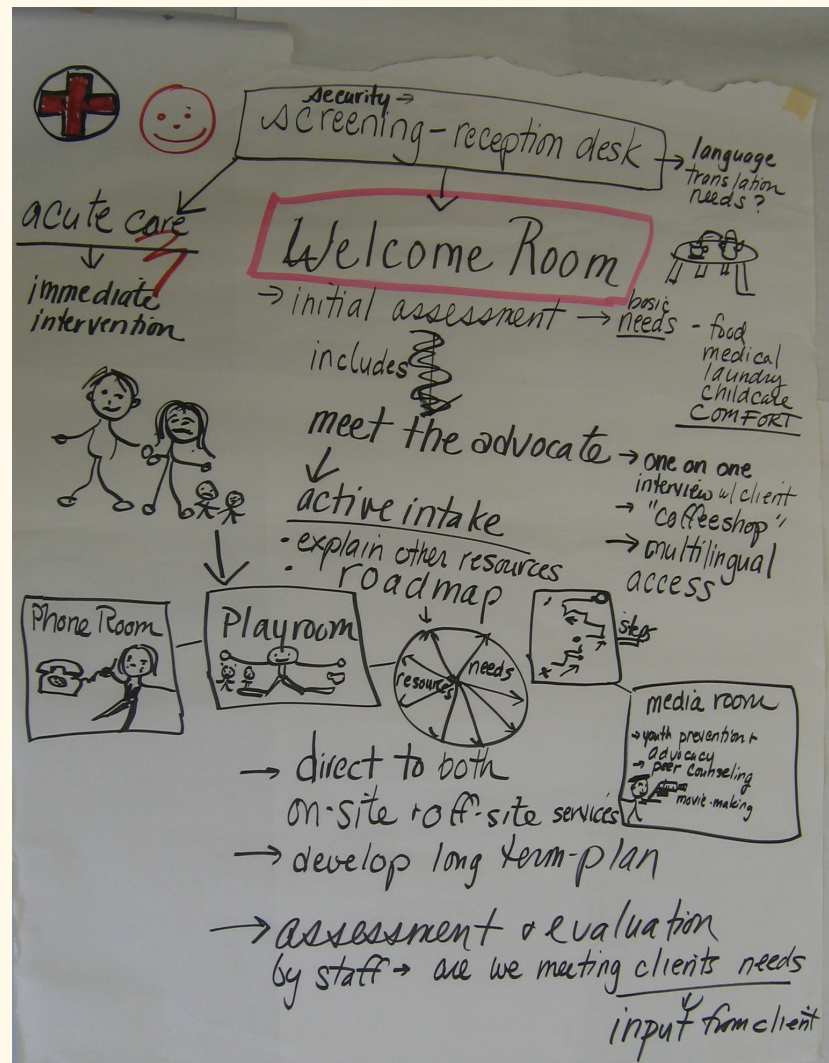 security →
screening - reception desk
→ language
translation
needs?
acute care
↓
immediate
intervention
Welcome Room
→ initial assessment → basic
needs - food
medical
laundry
childcare
COMFORT
includes
meet the advocate → one on one
interview w/ client
→ "coffeeshop"
→ multilingual
access
active intake
• explain other resources
• roadmap
Phone Room
Playroom
resources
needs
steps
media room
→ youth prevention +
advocacy
→ peer counseling
movie-making
→ direct to both
on-site + off-site services
→ develop long term-plan
→ assessment & evaluation
by staff → are we meeting clients needs
input from client